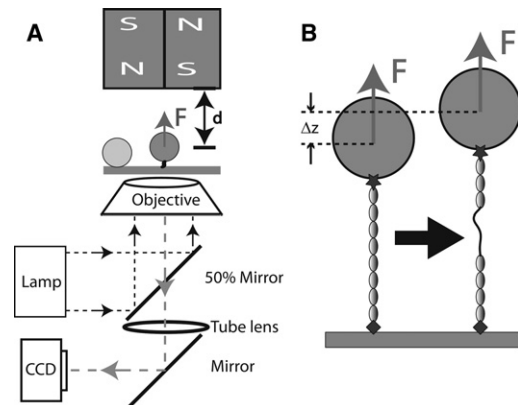 A
S N
N S
F
d
Objective
Lamp
50% Mirror
Tube lens
CCD
Mirror
B
F
F
Δz